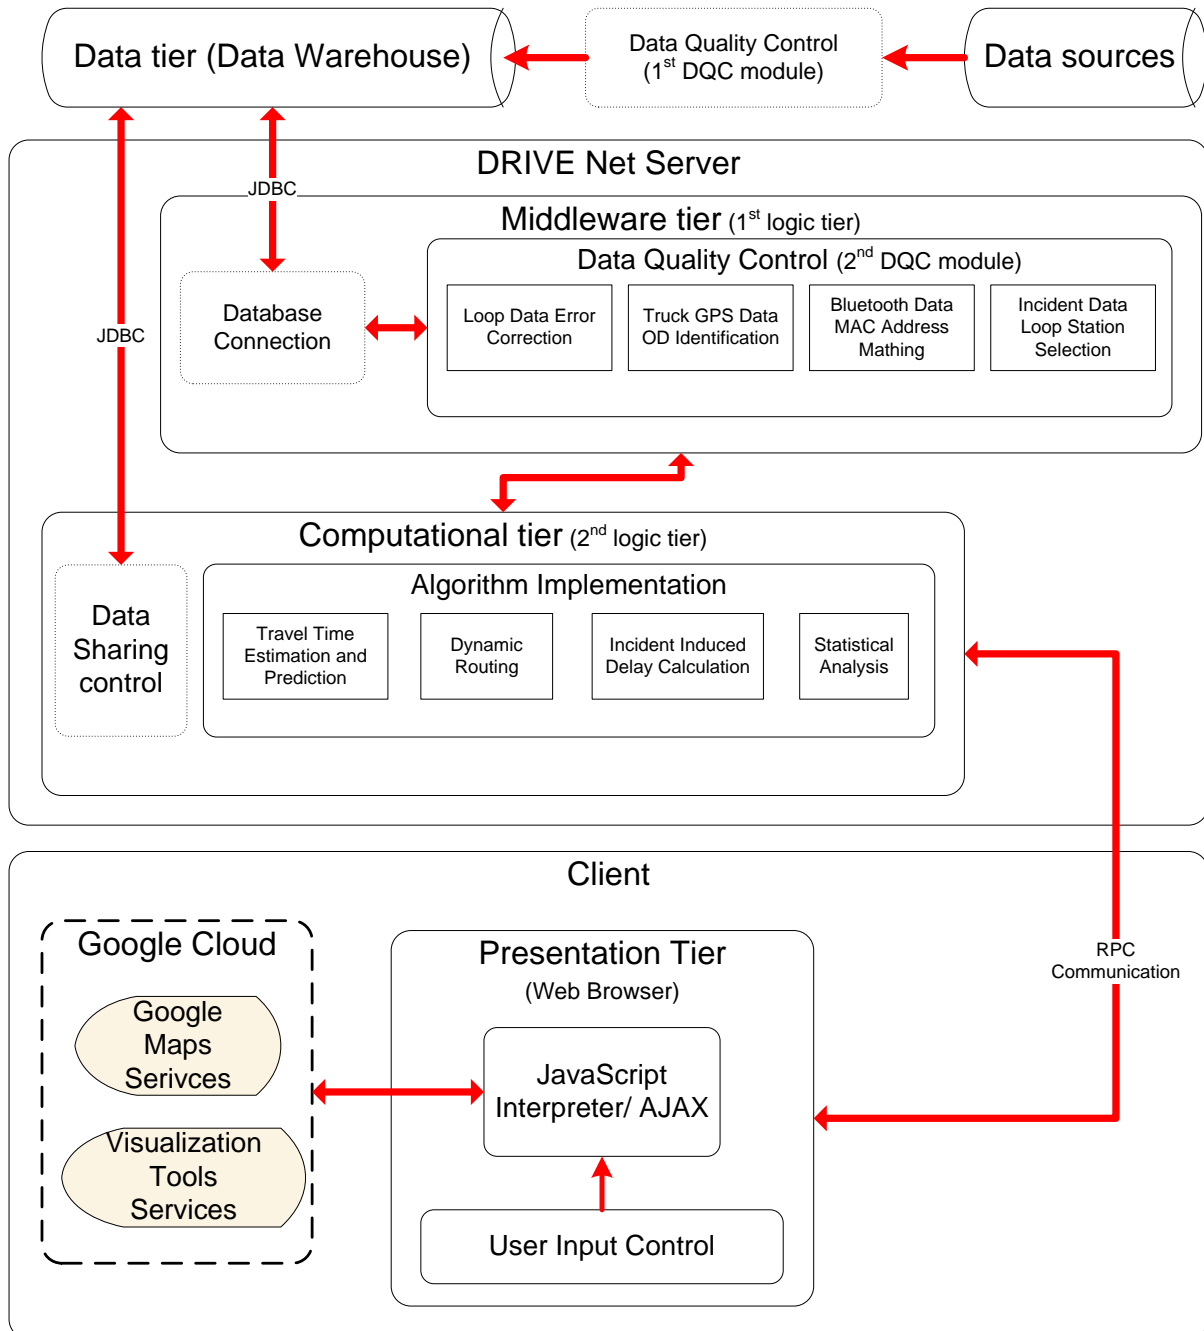 Data tier (Data Warehouse)
Data Quality Control
(1st DQC module)
Data sources
DRIVE Net Server
JDBC
Middleware tier (1st logic tier)
Data Quality Control (2nd DQC module)
Database
Connection
Loop Data Error
Correction
Truck GPS Data
OD Identification
Bluetooth Data
MAC Address
Mathing
Incident Data
Loop Station
Selection
JDBC
Computational tier (2nd logic tier)
Data
Sharing
control
Algorithm Implementation
Travel Time
Estimation and
Prediction
Dynamic
Routing
Incident Induced
Delay Calculation
Statistical
Analysis
Client
Google Cloud
Google
Maps
Serivces
Visualization
Tools
Services
Presentation Tier
(Web Browser)
JavaScript
Interpreter/ AJAX
User Input Control
RPC
Communication